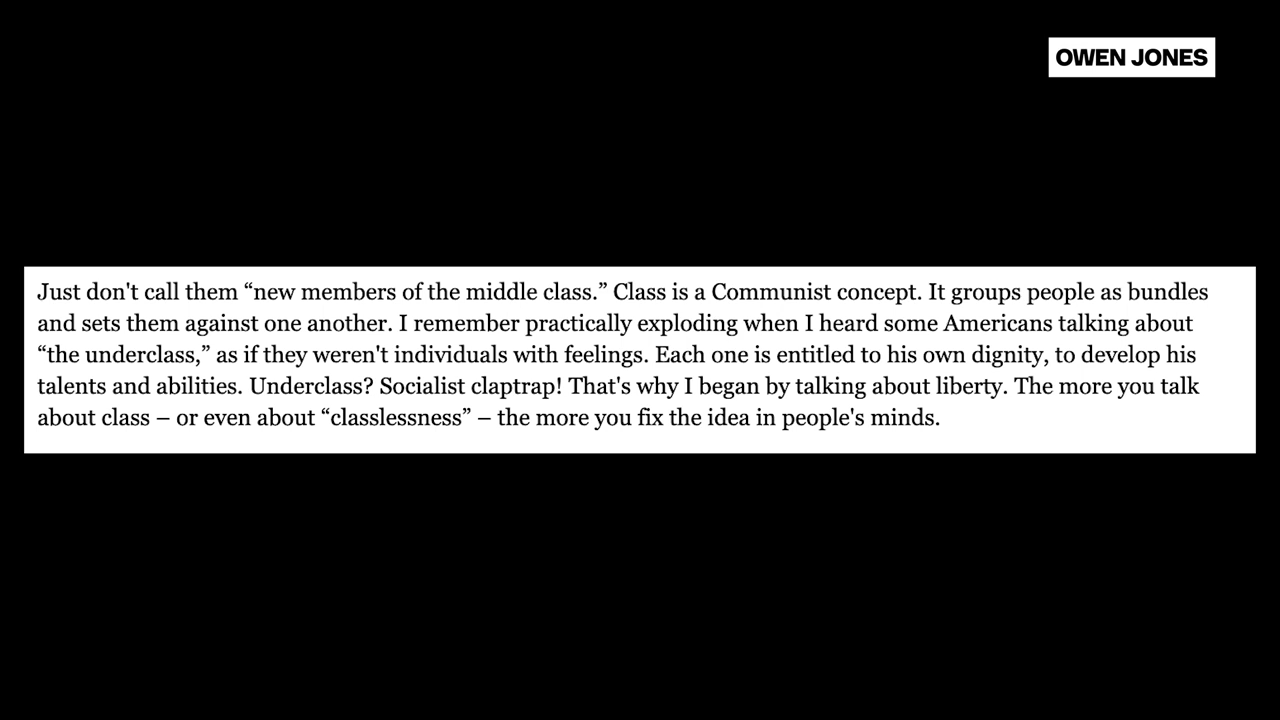 OWEN JONES
Just don't call them “new members of the middle class.” Class is a Communist concept. It groups people as bundles
and sets them against one another. I remember practically exploding when I heard some Americans talking about
“the underclass,” as if they weren't individuals with feelings. Each one is entitled to his own dignity, to develop his
talents and abilities. Underclass? Socialist claptrap! That's why I began by talking about liberty. The more you talk
about class – or even about “classlessness” – the more you fix the idea in people's minds.